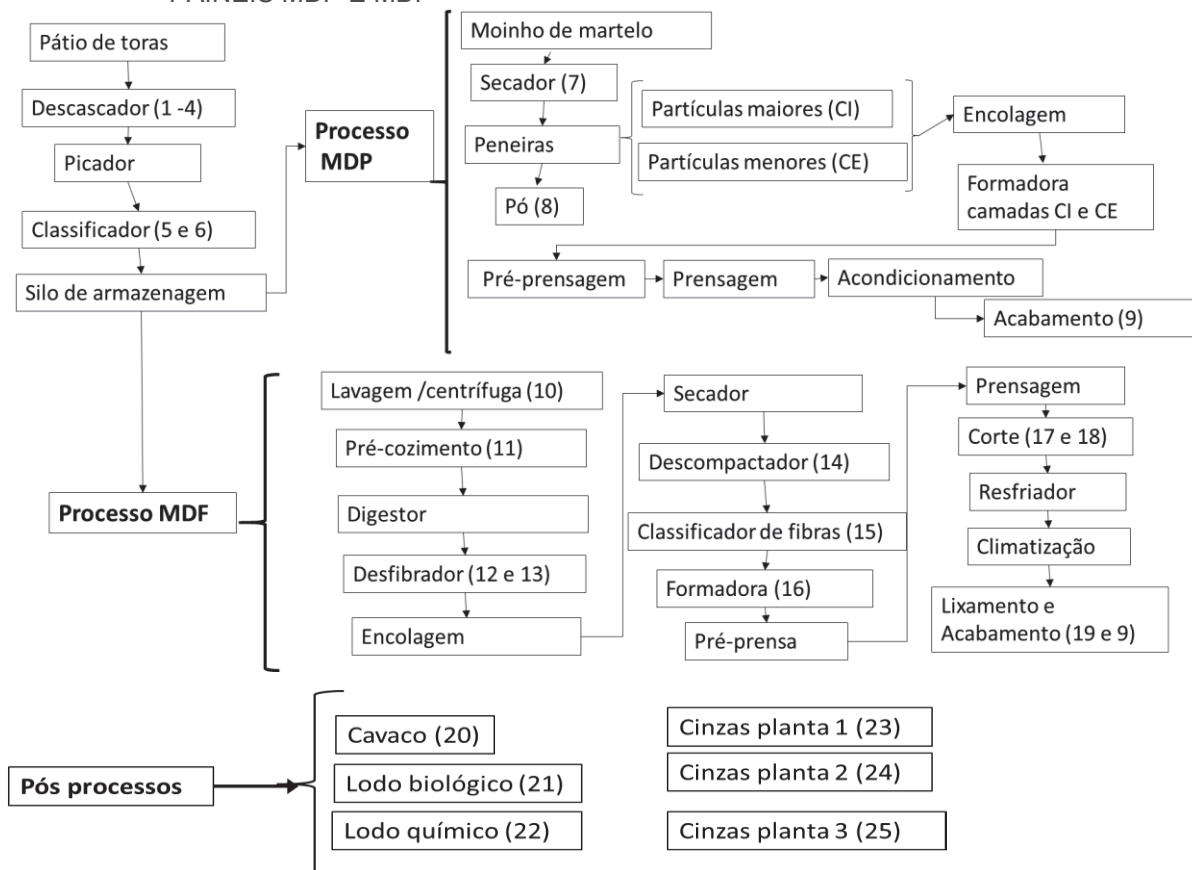 PAINÉIS MDP E MDF
Pátio de toras
Descascador (1 -4)
Picador
Classificador (5 e 6)
Silo de armazenagem
Processo
MDP
Moinho de martelo
Secador (7)
Peneiras
Pó (8)
Partículas maiores (CI)
Partículas menores (CE)
Encolagem
Formadora
camadas CI e CE
Pré-prensagem
Prensagem
Acondicionamento
Acabamento (9)
Processo MDF
Lavagem /centrífuga (10)
Pré-cozimento (11)
Digestor
Desfibrador (12 e 13)
Encolagem
Secador
Descompactador (14)
Classificador de fibras (15)
Formadora (16)
Pré-prensa
Prensagem
Corte (17 e 18)
Resfriador
Climatização
Lixamento e
Acabamento (19 e 9)
Pós processos
Cavaco (20)
Lodo biológico (21)
Lodo químico (22)
Cinzas planta 1 (23)
Cinzas planta 2 (24)
Cinzas planta 3 (25)